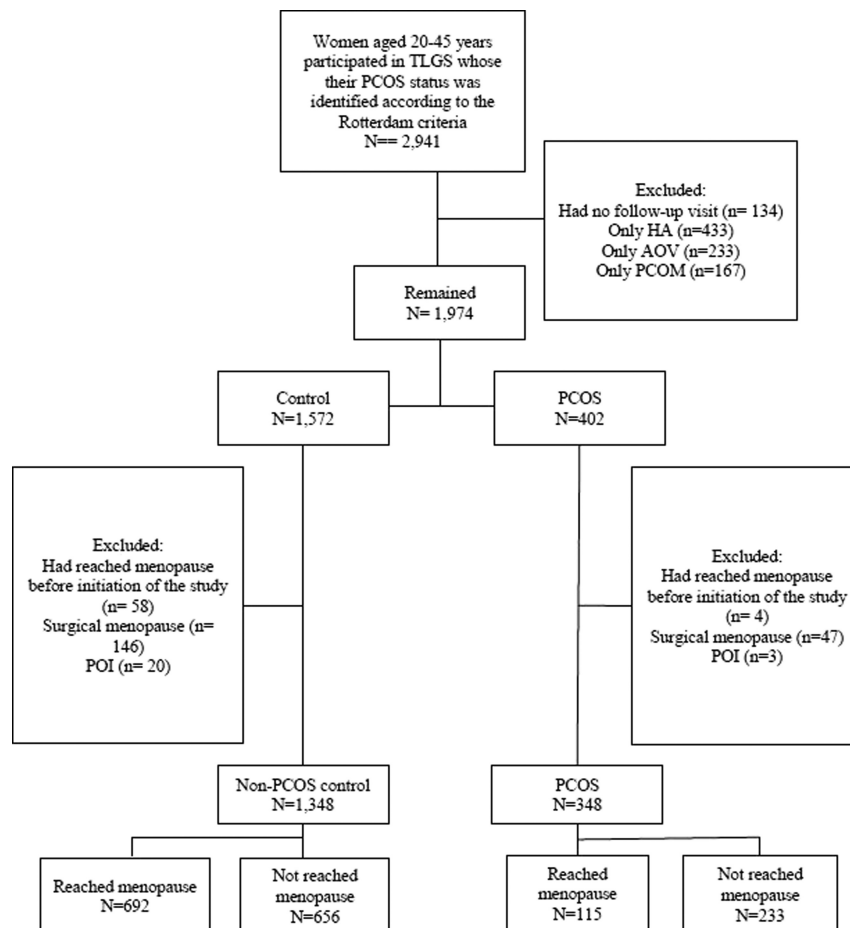 Women aged 20-45 years
participated in TLGS whose
their PCOS status was
identified according to the
Rotterdam criteria
N== 2,941
Excluded:
Had no follow-up visit (n= 134)
Only HA (n=433)
Only AOV (n=233)
Only PCOM (n=167)
Remained
N= 1,974
Control
N=1,572
PCOS
N=402
Excluded:
Had reached menopause
before initiation of the study
(n= 58)
Surgical menopause (n=
146)
POI (n= 20)
Excluded:
Had reached menopause
before initiation of the study
(n= 4)
Surgical menopause (n=47)
POI (n=3)
Non-PCOS control
N=1,348
PCOS
N=348
Reached menopause
N=692
Not reached
menopause
N=656
Reached
menopause
N=115
Not reached
menopause
N=233